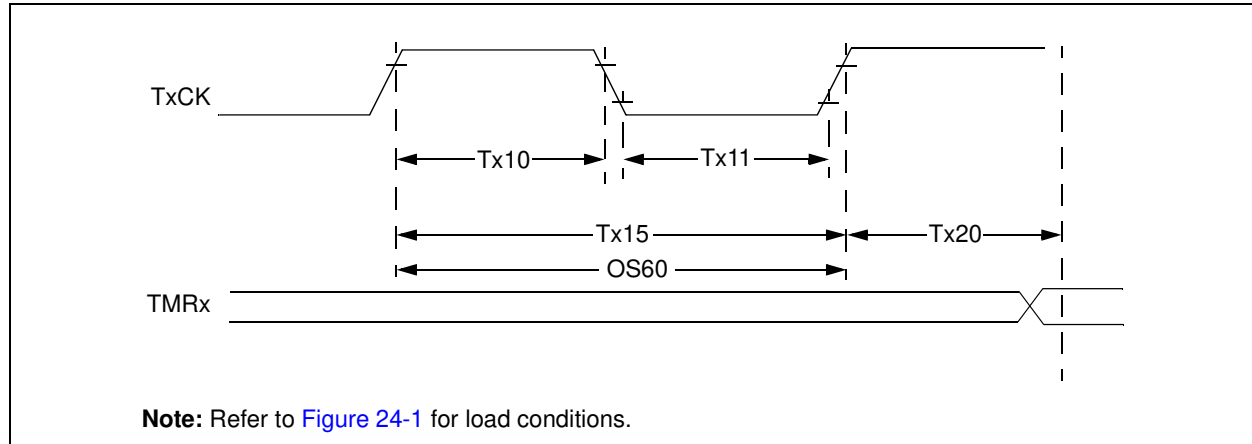 TxCK
Tx10
Tx11
Tx15
Tx20
OS60
TMRx
Note: Refer to Figure 24-1 for load conditions.